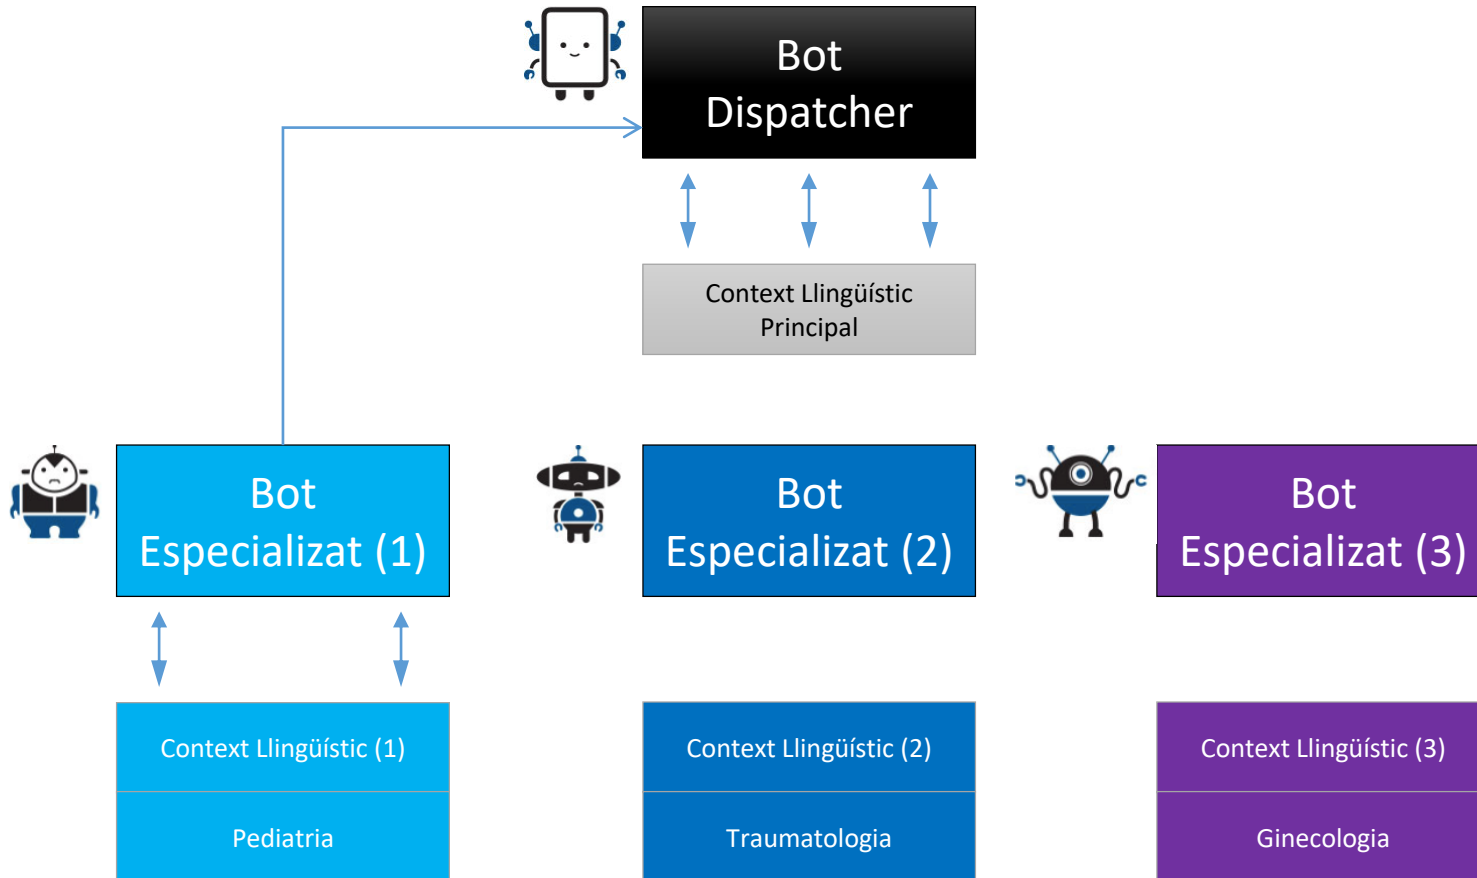 Bot
Dispatcher
Context Llingüístic
Principal
Bot
Especializat (1)
Bot
Especializat (2)
Bot
Especializat (3)
Context Llingüístic (1)
Context Llingüístic (2)
Context Llingüístic (3)
Pediatria
Traumatologia
Ginecologia